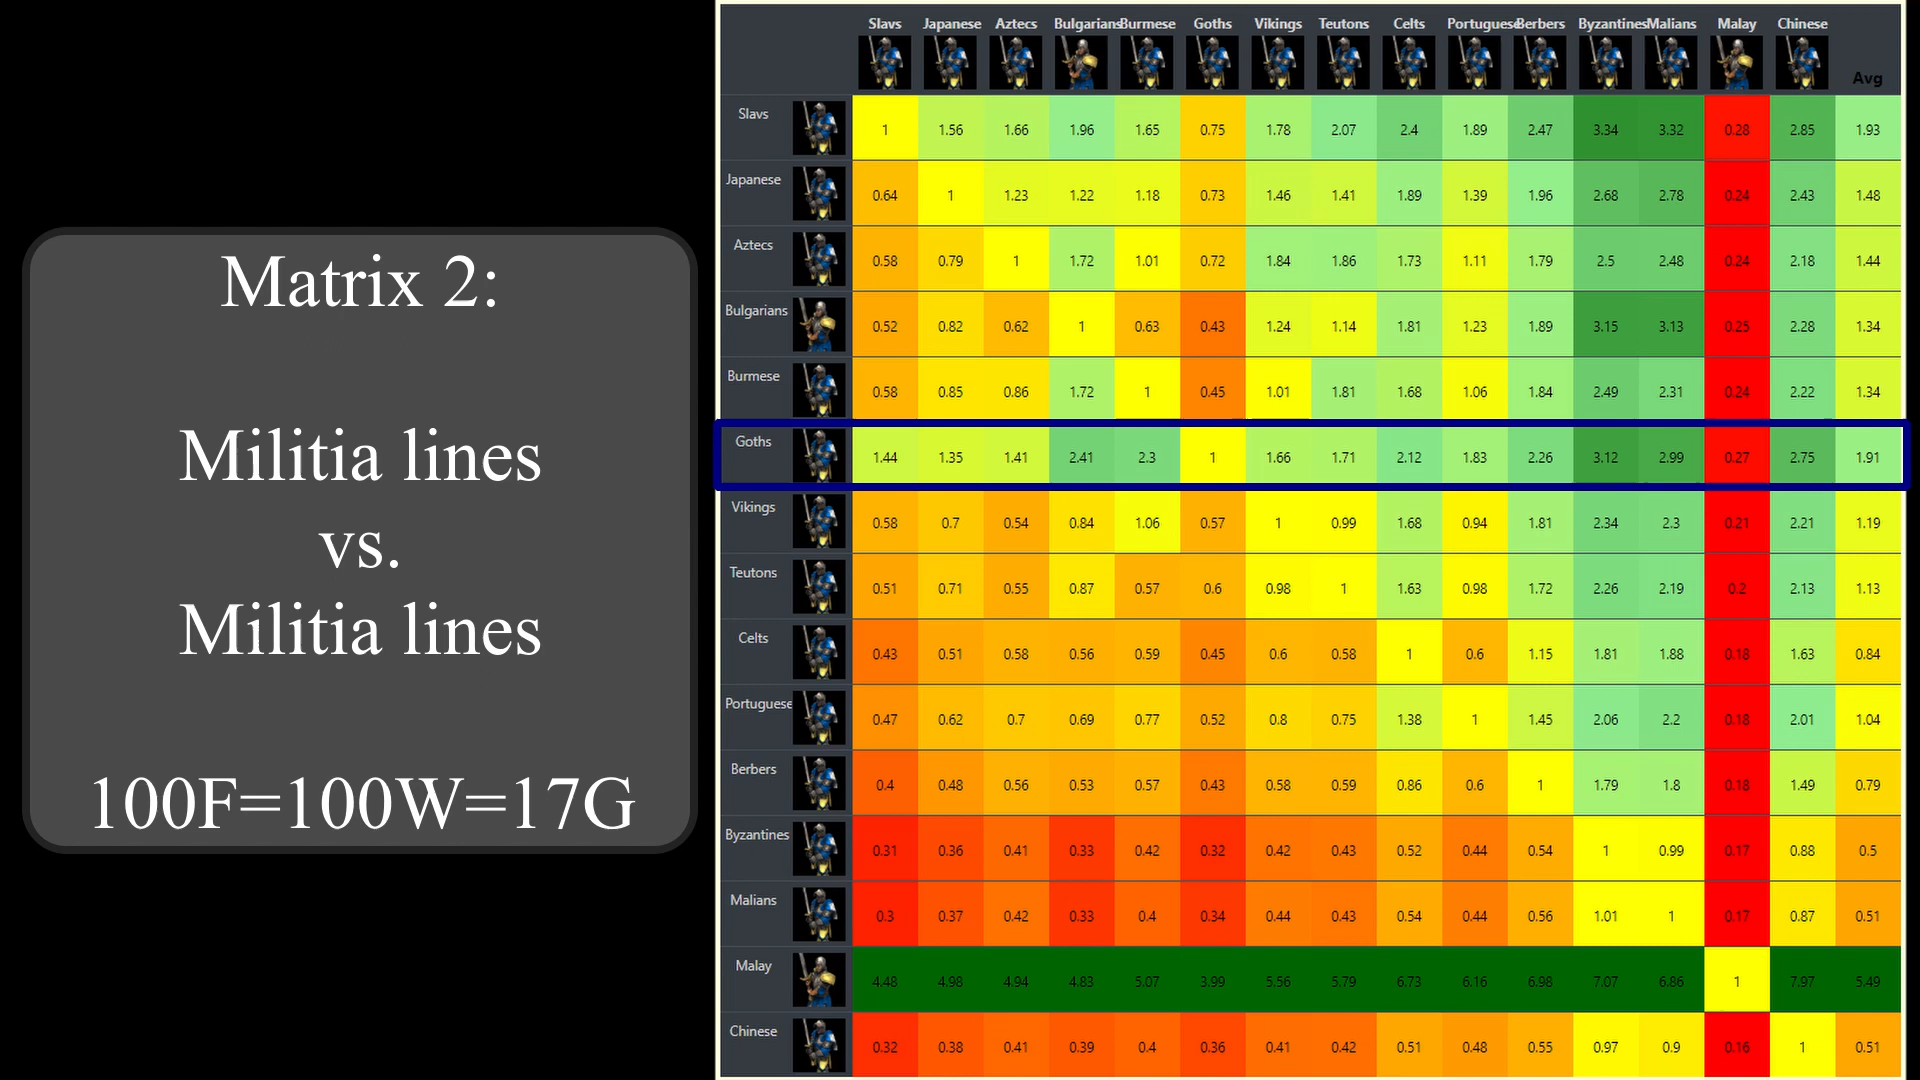 Matrix 2:
Militia lines
vs.
Militia lines
100F=100W=17G
Slavs Japanese Aztecs Bulgarians Burmese Goths Vikings Teutons Celts Portuguese Berbers Byzantines Malians Malay Chinese Avg
Slavs 1 1.56 1.66 1.96 1.65 0.75 1.78 2.07 2.4 1.89 2.47 3.34 3.32 0.28 2.85 1.93
Japanese 0.64 1 1.23 1.22 1.18 0.73 1.46 1.41 1.89 1.39 1.96 2.68 2.78 0.24 2.43 1.48
Aztecs 0.58 0.79 1 1.72 1.01 0.72 1.84 1.86 1.73 1.11 1.79 2.5 2.48 0.24 2.18 1.44
Bulgarians 0.52 0.82 0.62 1 0.63 0.43 1.24 1.14 1.81 1.23 1.89 3.15 3.13 0.25 2.28 1.34
Burmese 0.58 0.85 0.86 1.72 1 0.45 1.01 1.81 1.68 1.06 1.84 2.49 2.31 0.24 2.22 1.34
Goths 1.44 1.35 1.41 2.41 2.3 1 1.66 1.71 2.12 1.83 2.26 3.12 2.99 0.27 2.75 1.91
Vikings 0.58 0.7 0.54 0.84 1.06 0.57 1 0.99 1.68 0.94 1.81 2.34 2.3 0.21 2.21 1.19
Teutons 0.51 0.71 0.55 0.87 0.57 0.6 0.98 1 1.63 0.98 1.72 2.26 2.19 0.2 2.13 1.13
Celts 0.43 0.51 0.58 0.56 0.59 0.45 0.6 0.58 1 0.6 1.15 1.81 1.88 0.18 1.63 0.84
Portuguese 0.47 0.62 0.7 0.69 0.77 0.52 0.8 0.75 1.38 1 1.45 2.06 2.2 0.18 2.01 1.04
Berbers 0.4 0.48 0.56 0.53 0.57 0.43 0.58 0.59 0.86 0.6 1 1.79 1.8 0.18 1.49 0.79
Byzantines 0.31 0.36 0.41 0.33 0.42 0.32 0.42 0.43 0.52 0.44 0.54 1 0.99 0.17 0.88 0.5
Malians 0.3 0.37 0.42 0.33 0.4 0.34 0.44 0.43 0.54 0.44 0.56 1.01 1 0.17 0.87 0.51
Malay 4.48 4.98 4.94 4.83 5.07 3.99 5.56 5.79 6.73 6.16 6.98 7.07 6.86 1 7.97 5.49
Chinese 0.32 0.38 0.41 0.39 0.4 0.36 0.41 0.42 0.51 0.48 0.55 0.97 0.9 0.16 1 0.51